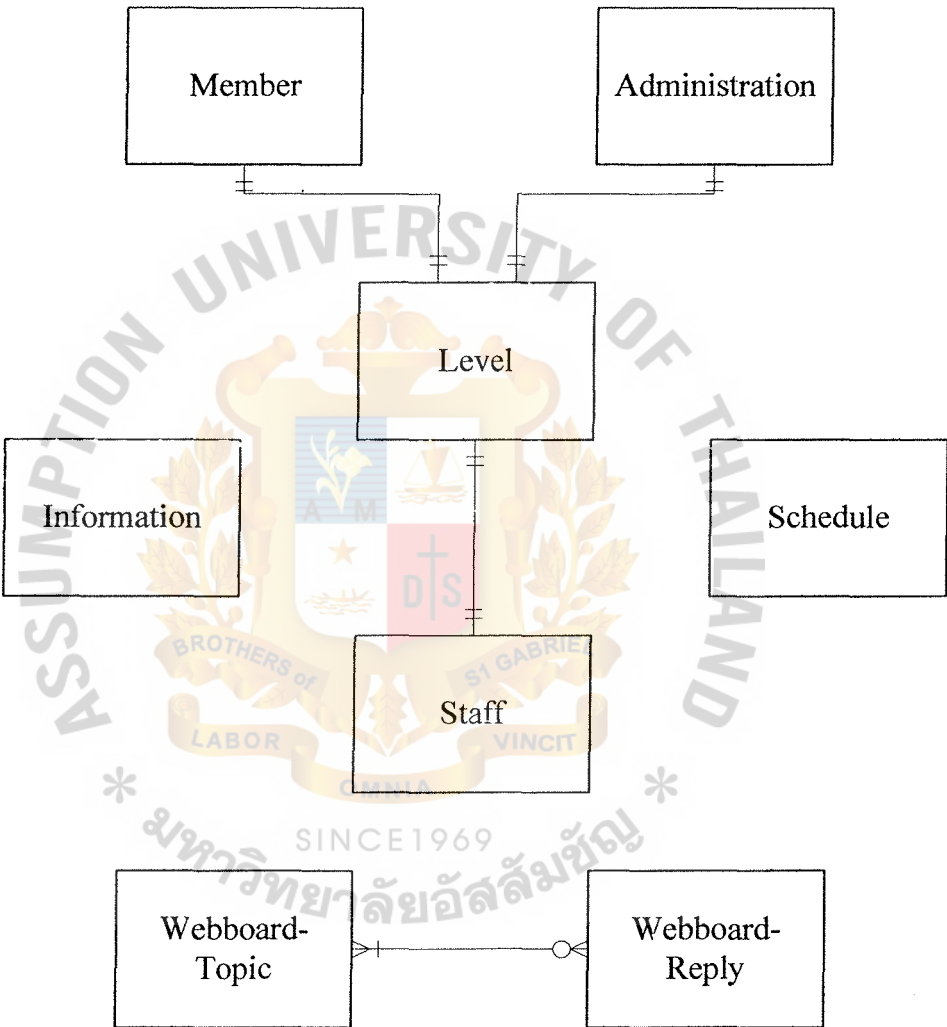 Member
Administration
ASSUMPTION UNIVERSITY OF THAILAND
Level
Information
Schedule
A M
D S
BROTHERS of
S1 GABRIEL
Staff
LABOR
VINCIT
OMNIA
SINCE1969
มหาวิทยาลัยอัสสัมชัญ
Webboard-
Topic
Webboard-
Reply